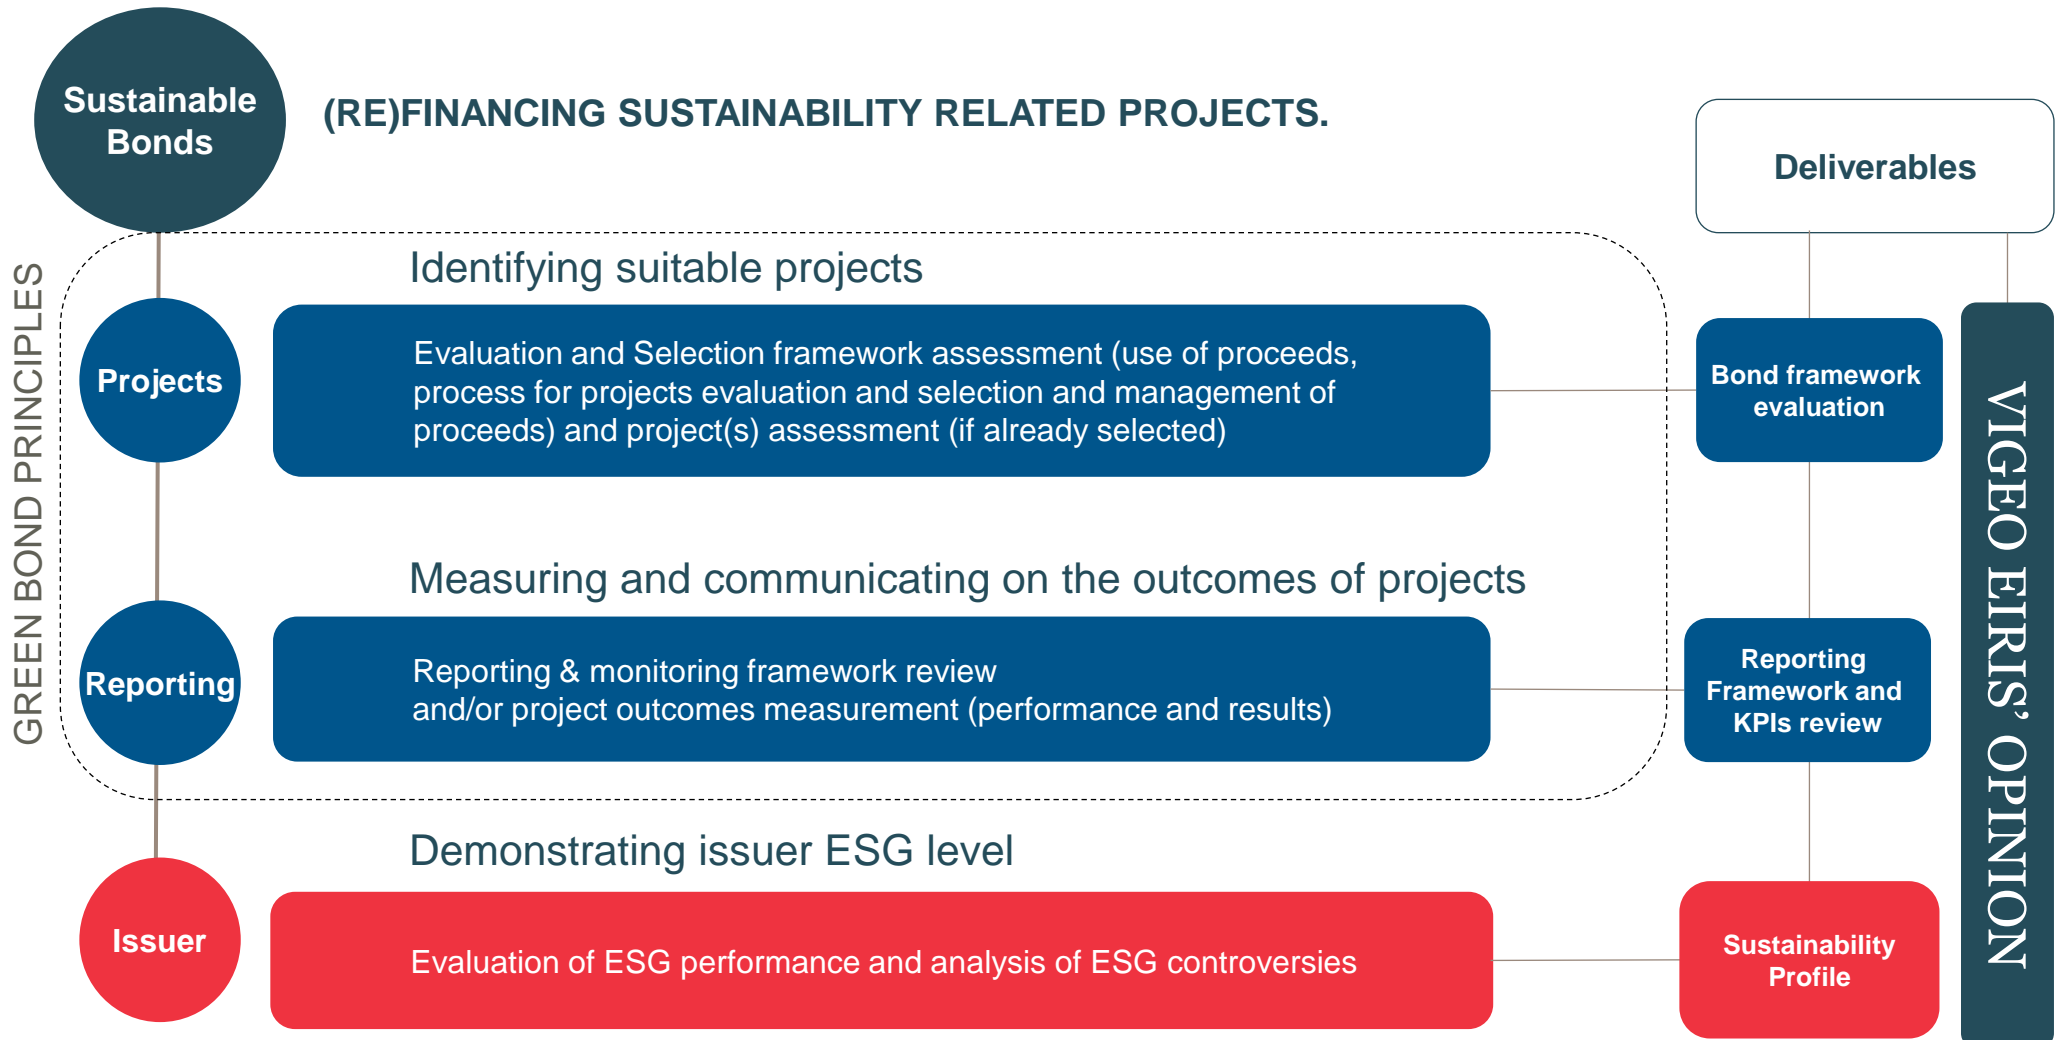 Sustainable
Bonds
(RE)FINANCING SUSTAINABILITY RELATED PROJECTS.
Deliverables
GREEN BOND PRINCIPLES
Identifying suitable projects
Projects
Evaluation and Selection framework assessment (use of proceeds,
process for projects evaluation and selection and management of
proceeds) and project(s) assessment (if already selected)
Bond framework
evaluation
Measuring and communicating on the outcomes of projects
Reporting
Reporting & monitoring framework review
and/or project outcomes measurement (performance and results)
Reporting
Framework and
KPIs review
Demonstrating issuer ESG level
Issuer
Evaluation of ESG performance and analysis of ESG controversies
Sustainability
Profile
VIGEO EIRIS’ OPINION